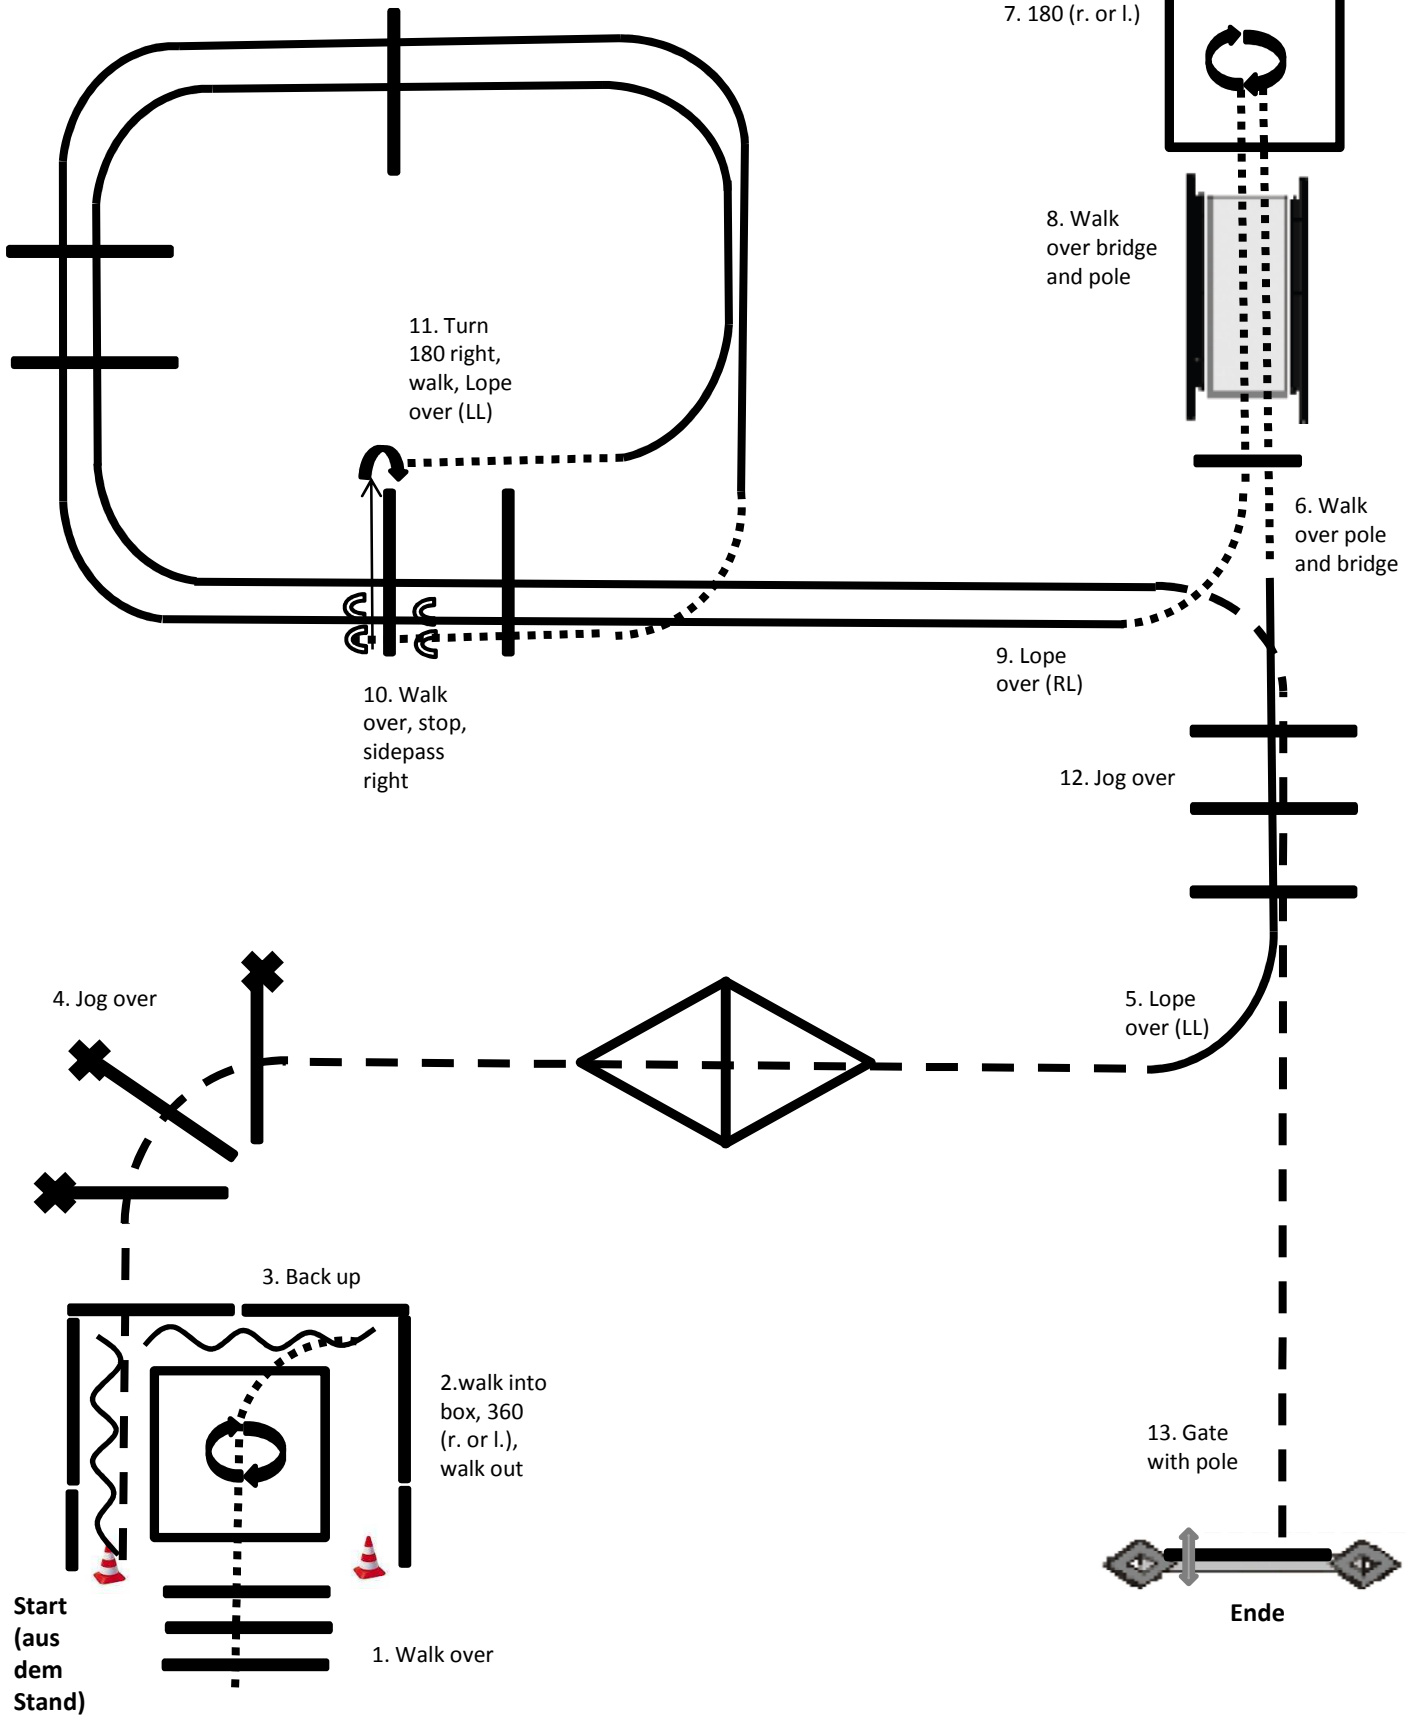 7. 180 (r. or l.)
8. Walk
over bridge
and pole
11. Turn
180 right,
walk, Lope
over (LL)
6. Walk
over pole
and bridge
9. Lope
over (RL)
10. Walk
over, stop,
sidepass
right
12. Jog over
4. Jog over
5. Lope
over (LL)
3. Back up
2.walk into
box, 360
(r. or l.),
walk out
13. Gate
with pole
Start
(aus
dem
Stand)
1. Walk over
Ende